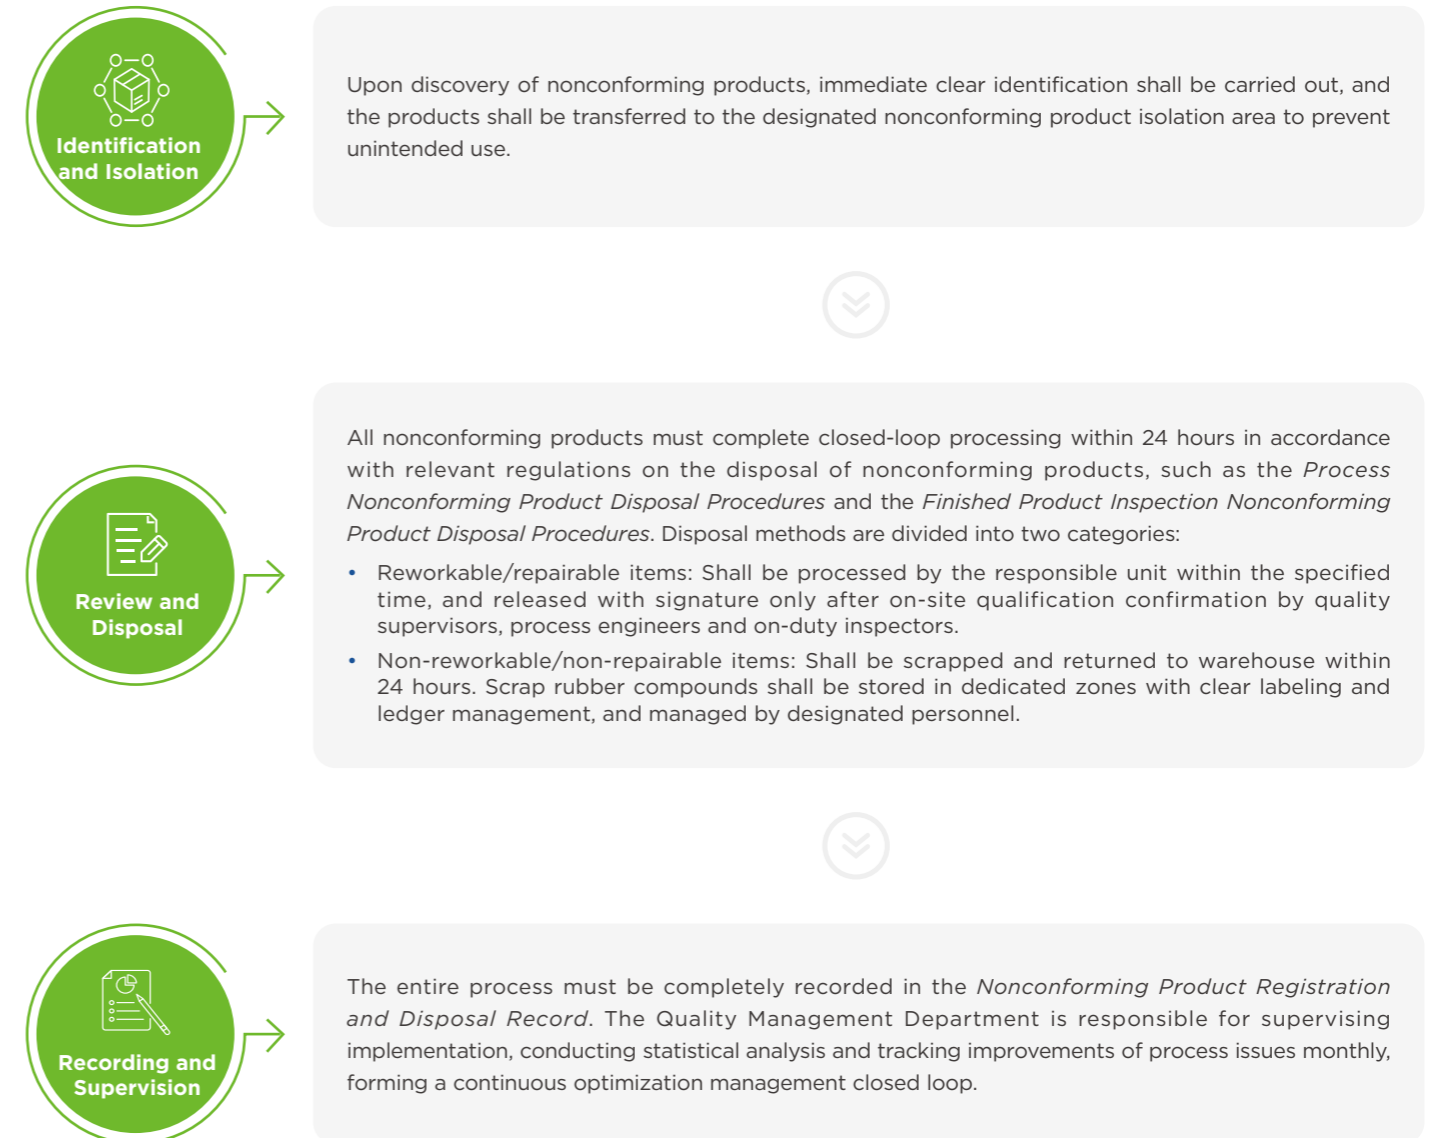 Identification
and Isolation
Upon discovery of nonconforming products, immediate clear identification shall be carried out, and
the products shall be transferred to the designated nonconforming product isolation area to prevent
unintended use.
Review and
Disposal
All nonconforming products must complete closed-loop processing within 24 hours in accordance
with relevant regulations on the disposal of nonconforming products, such as the Process
Nonconforming Product Disposal Procedures and the Finished Product Inspection Nonconforming
Product Disposal Procedures. Disposal methods are divided into two categories:
• Reworkable/repairable items: Shall be processed by the responsible unit within the specified
time, and released with signature only after on-site qualification confirmation by quality
supervisors, process engineers and on-duty inspectors.
• Non-reworkable/non-repairable items: Shall be scrapped and returned to warehouse within
24 hours. Scrap rubber compounds shall be stored in dedicated zones with clear labeling and
ledger management, and managed by designated personnel.
Recording and
Supervision
The entire process must be completely recorded in the Nonconforming Product Registration
and Disposal Record. The Quality Management Department is responsible for supervising
implementation, conducting statistical analysis and tracking improvements of process issues monthly,
forming a continuous optimization management closed loop.